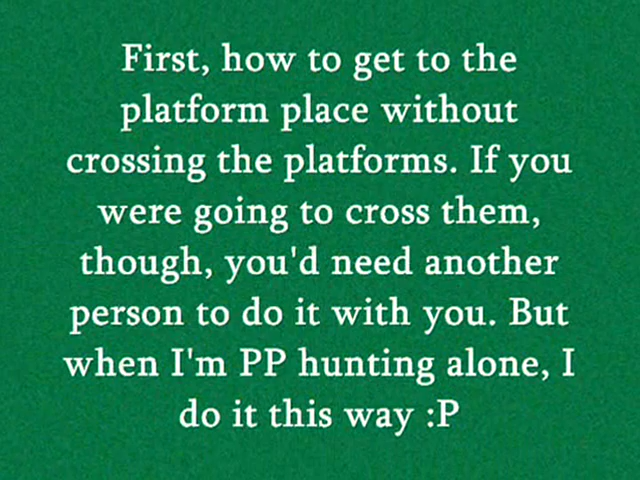 First, how to get to the
platform place without
crossing the platforms. If you
were going to cross them,
though, you'd need another
person to do it with you. But
when I'm PP hunting alone, I
do it this way :P